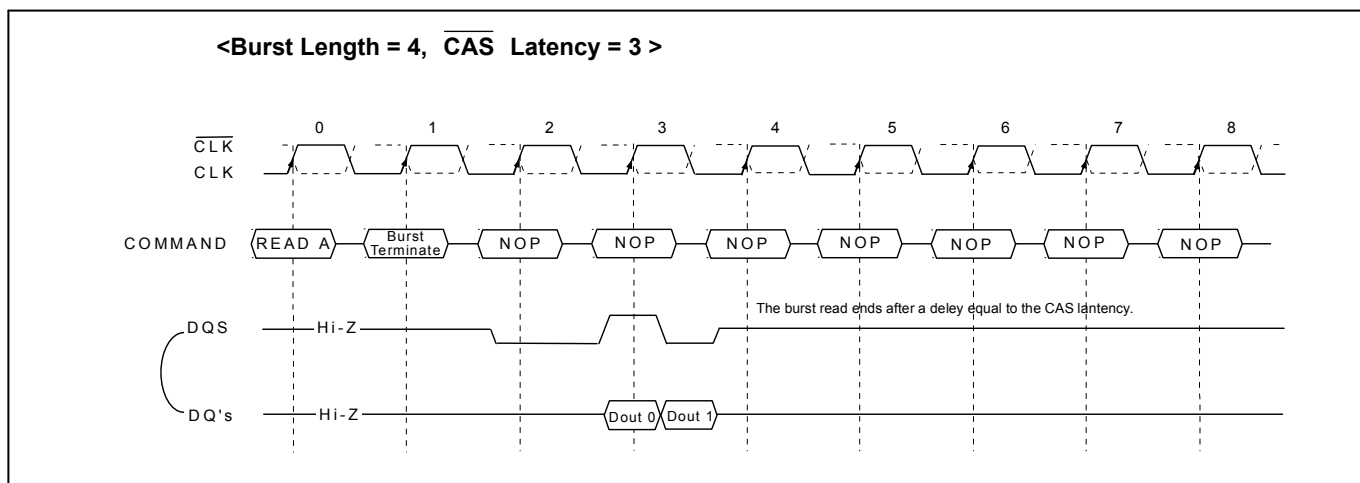 <Burst Length = 4, CAS Latency = 3 >
0 1 2 3 4 5 6 7 8
CLK
CLK
COMMAND READ A Burst Terminate NOP NOP NOP NOP NOP NOP NOP
The burst read ends after a deley equal to the CAS lantency.
DQS Hi-Z
DQ's Hi-Z Dout 0 Dout 1